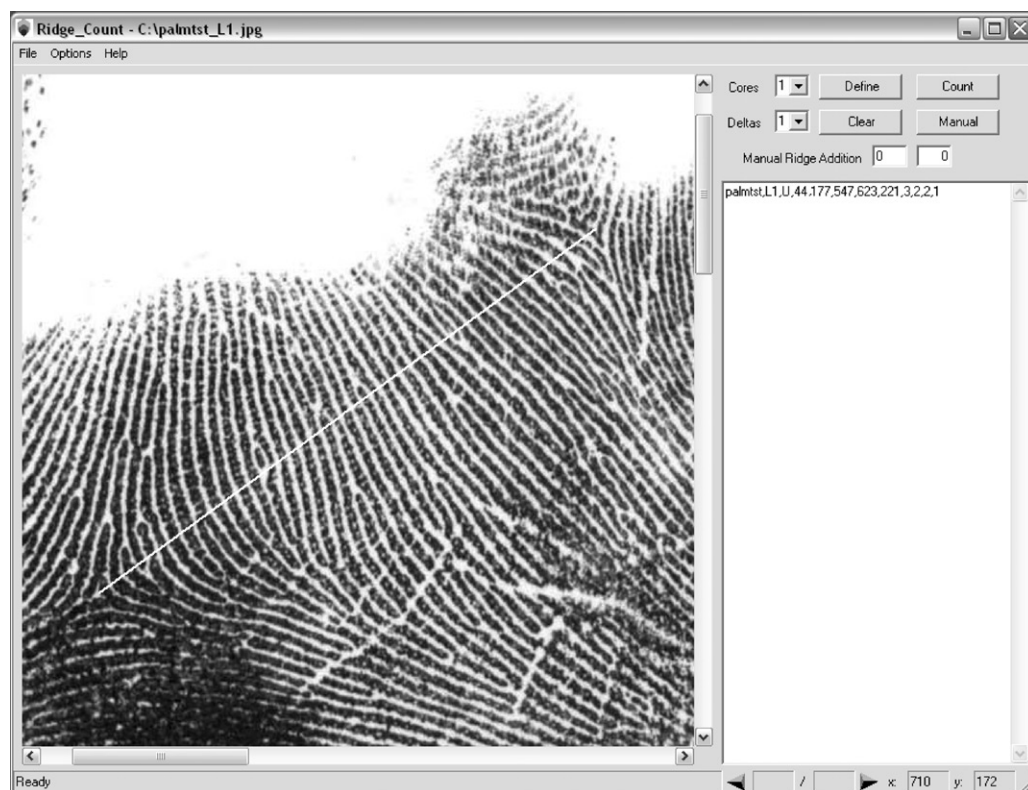 Ridge_Count - C:\palmtst_L1.jpg
File Options Help
Cores 1 Define Count
Deltas 1 Clear Manual
Manual Ridge Addition 0 0
palmtst,L1,U,44.177,547,623,221,3,2,2,1
Ready / x: 710 y: 172